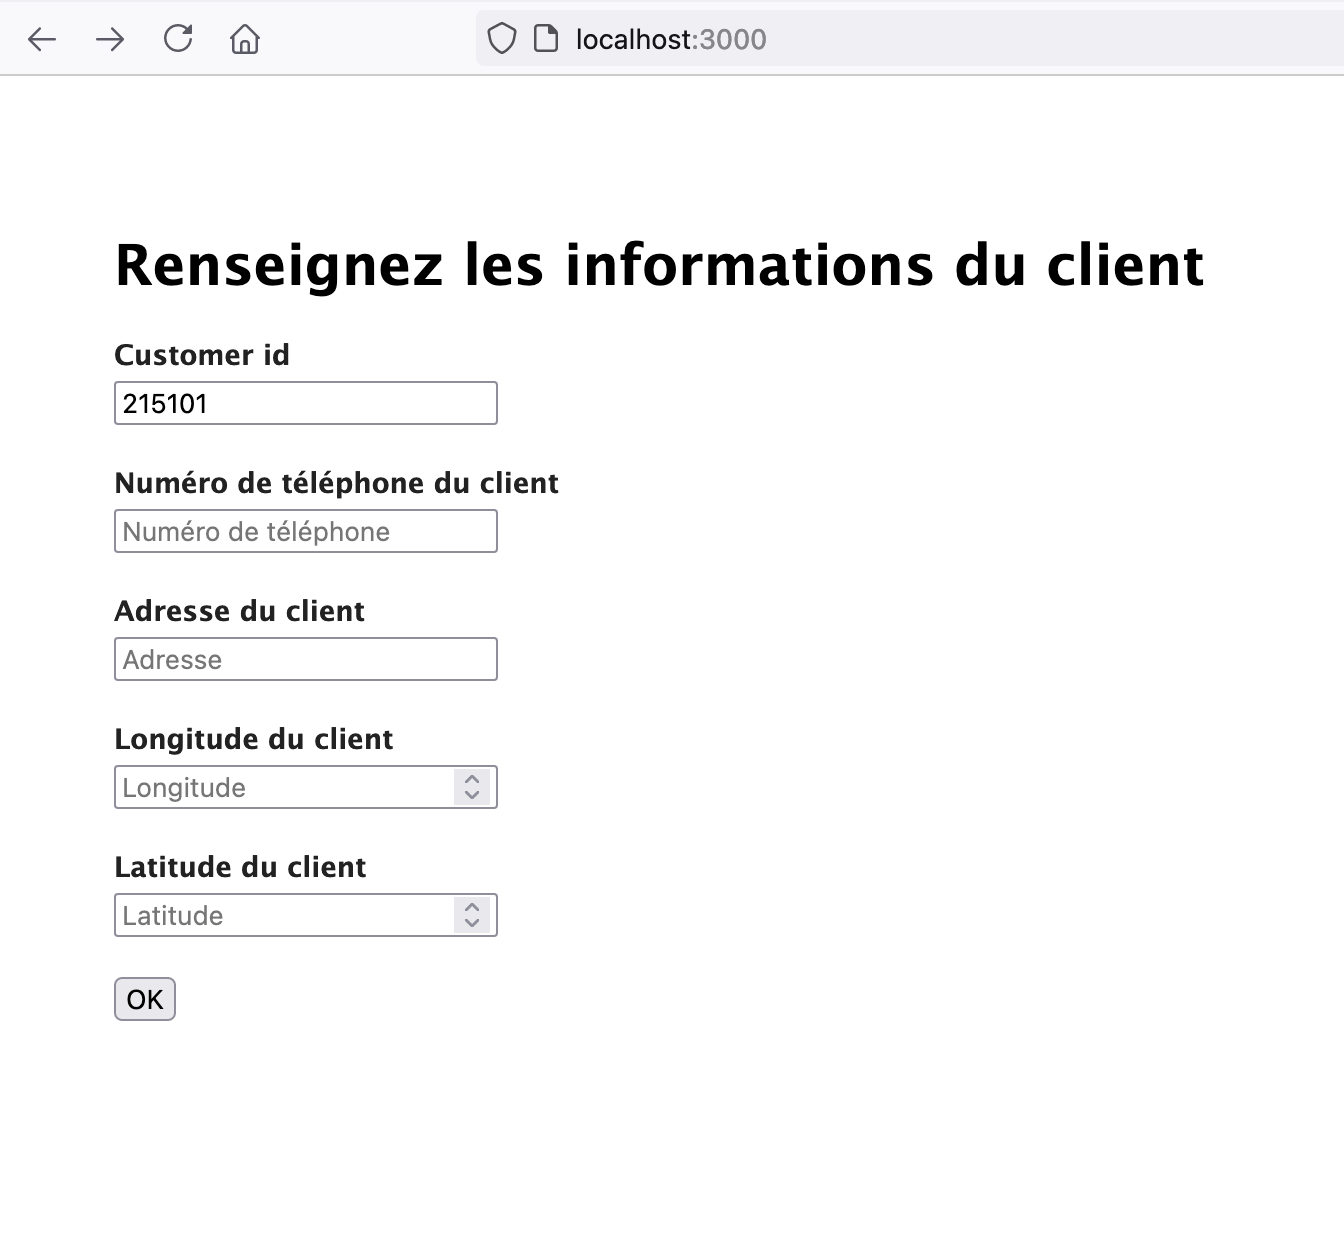 localhost:3000
Renseignez les informations du client
Customer id
215101
Numéro de téléphone du client
Numéro de téléphone
Adresse du client
Adresse
Longitude du client
Longitude
Latitude du client
Latitude
OK